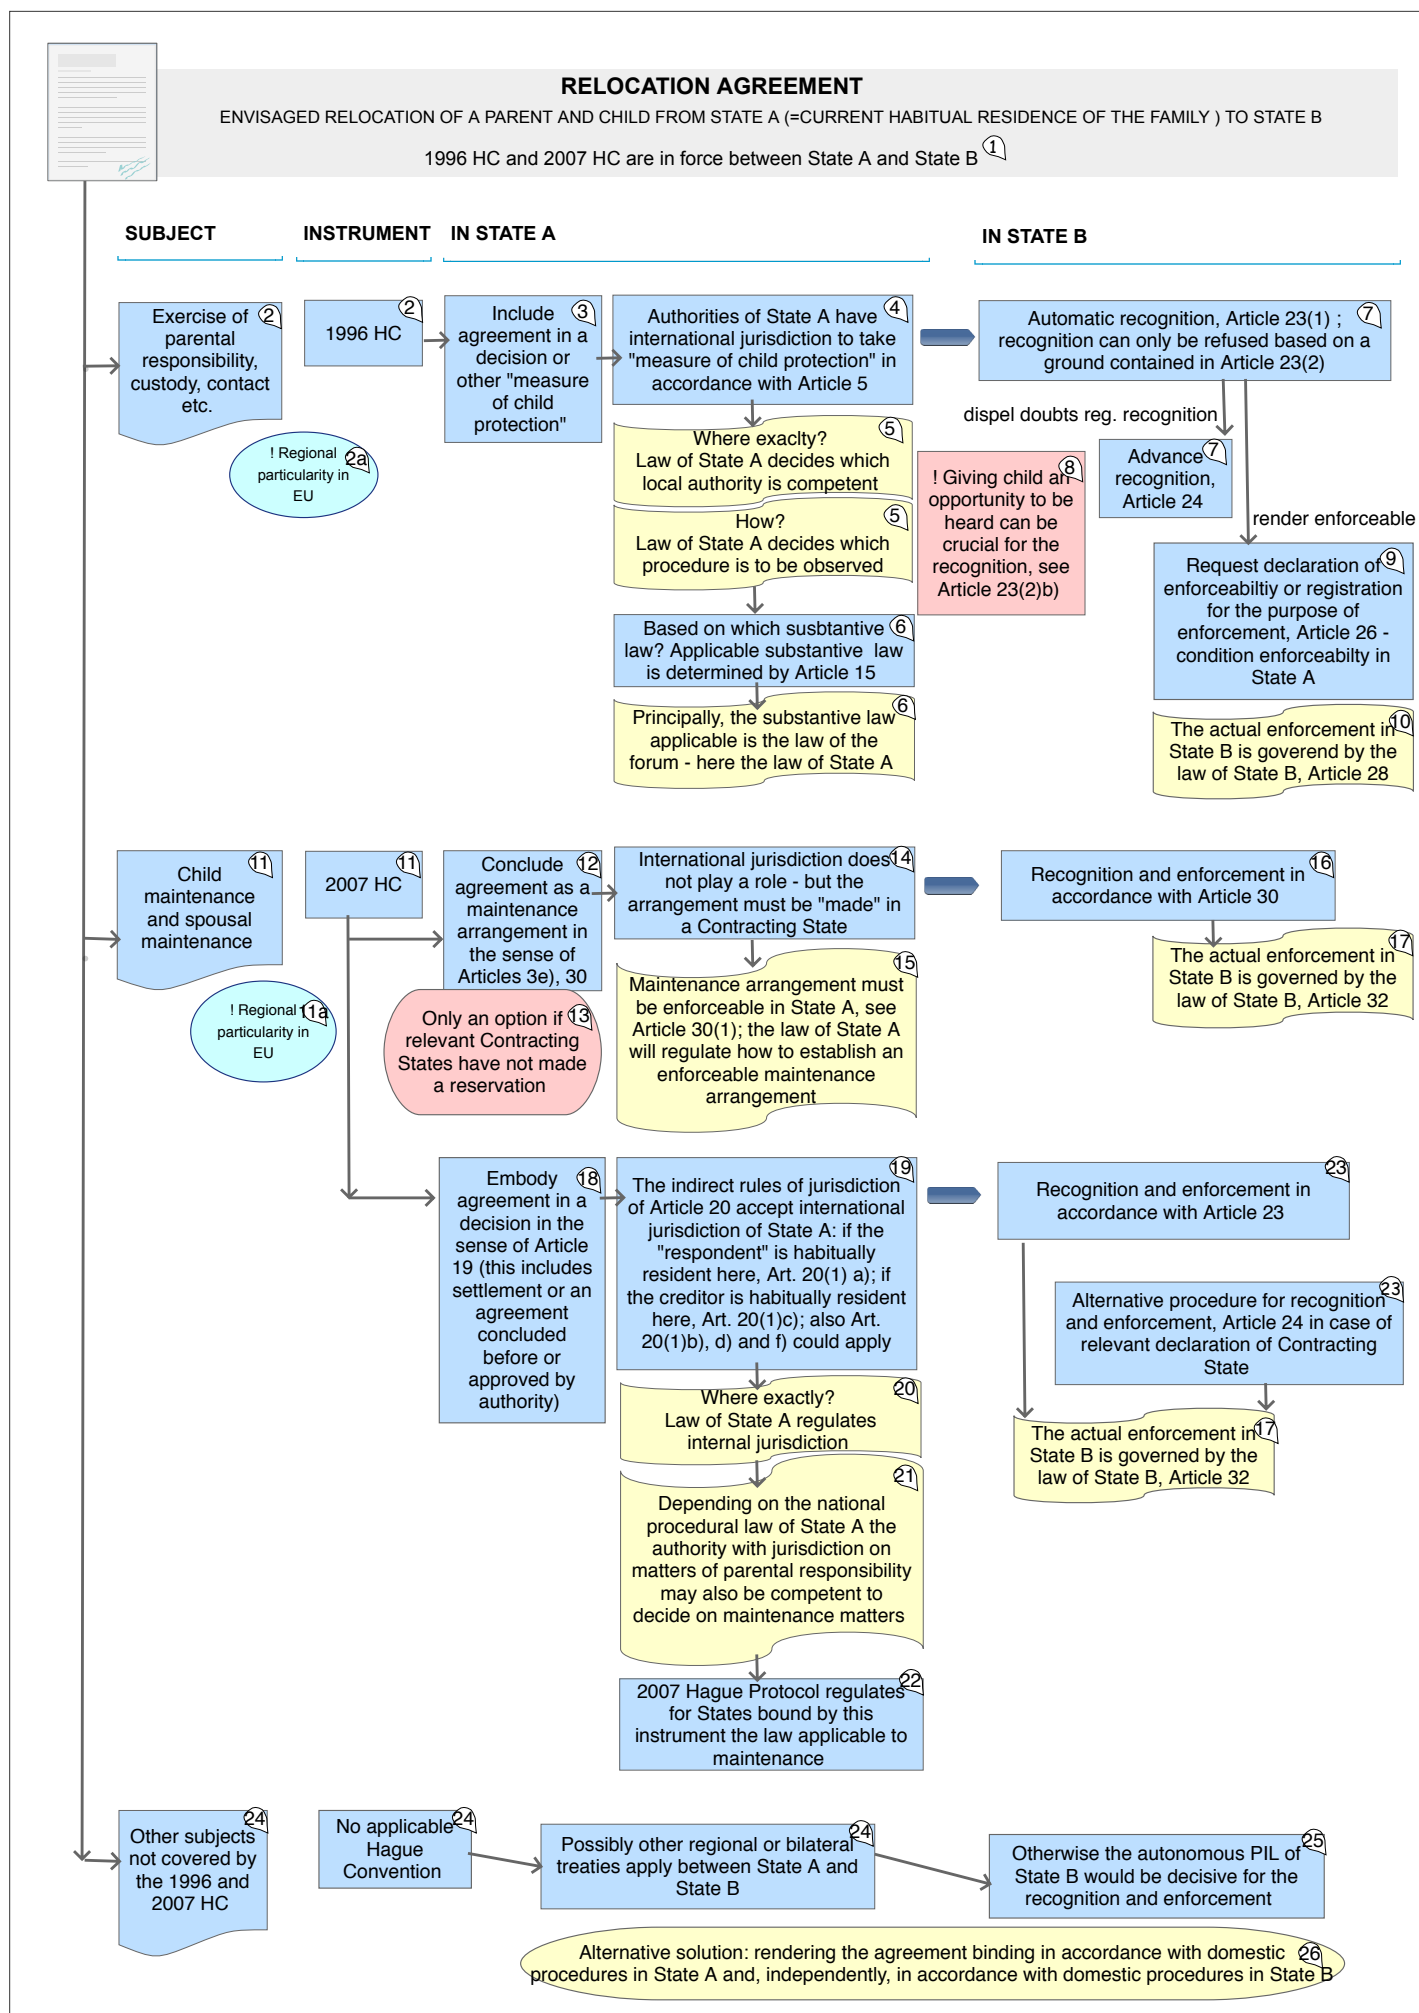 RELOCATION AGREEMENT
ENVISAGED RELOCATION OF A PARENT AND CHILD FROM STATE A (=CURRENT HABITUAL RESIDENCE OF THE FAMILY ) TO STATE B
1996 HC and 2007 HC are in force between State A and State B
1
SUBJECT
INSTRUMENT
IN STATE A
IN STATE B
2
Exercise of
parental
responsibility,
custody, contact
etc.
2
1996 HC
3
Include
agreement in a
decision or
other "measure
of child
protection"
4
Authorities of State A have
international jurisdiction to take
"measure of child protection" in
accordance with Article 5
7
Automatic recognition, Article 23(1) ;
recognition can only be refused based on a
ground contained in Article 23(2)
2a
! Regional
particularity in
EU
5
Where exaclty?
Law of State A decides which
local authority is competent
5
How?
Law of State A decides which
procedure is to be observed
dispel doubts reg. recognition
7
Advance
recognition,
Article 24
8
! Giving child an
opportunity to be
heard can be
crucial for the
recognition, see
Article 23(2)b)
render enforceable
9
Request declaration of
enforceabiltiy or registration
for the purpose of
enforcement, Article 26 -
condition enforceabilty in
State A
6
Based on which susbtantive
law? Applicable substantive  law
is determined by Article 15
6
Principally, the substantive law
applicable is the law of the
forum - here the law of State A
10
The actual enforcement in
State B is goverend by the
law of State B, Article 28
11
Child
maintenance
and spousal
maintenance
11
2007 HC
12
Conclude
agreement as a
maintenance
arrangement in
the sense of
Articles 3e), 30
14
International jurisdiction does
not play a role - but the
arrangement must be "made" in
a Contracting State
16
Recognition and enforcement in
accordance with Article 30
17
The actual enforcement in
State B is governed by the
law of State B, Article 32
11a
! Regional
particularity in
EU
13
Only an option if
relevant Contracting
States have not made
a reservation
15
Maintenance arrangement must
be enforceable in State A, see
Article 30(1); the law of State A
will regulate how to establish an
enforceable maintenance
arrangement
18
Embody
agreement in a
decision in the
sense of Article
19 (this includes
settlement or an
agreement
concluded
before or
approved by
authority)
19
The indirect rules of jurisdiction
of Article 20 accept international
jurisdiction of State A: if the
"respondent" is habitually
resident here, Art. 20(1) a); if
the creditor is habitually resident
here, Art. 20(1)c); also Art.
20(1)b), d) and f) could apply
23
Recognition and enforcement in
accordance with Article 23
23
Alternative procedure for recognition
and enforcement, Article 24 in case of
relevant declaration of Contracting
State
20
Where exactly?
Law of State A regulates
internal jurisdiction
17
The actual enforcement in
State B is governed by the
law of State B, Article 32
21
Depending on the national
procedural law of State A the
authority with jurisdiction on
matters of parental responsibility
may also be competent to
decide on maintenance matters
22
2007 Hague Protocol regulates
for States bound by this
instrument the law applicable to
maintenance
24
Other subjects
not covered by
the 1996 and
2007 HC
24
No applicable
Hague
Convention
24
Possibly other regional or bilateral
treaties apply between State A and
State B
25
Otherwise the autonomous PIL of
State B would be decisive for the
recognition and enforcement
26
Alternative solution: rendering the agreement binding in accordance with domestic
procedures in State A and, independently, in accordance with domestic procedures in State B